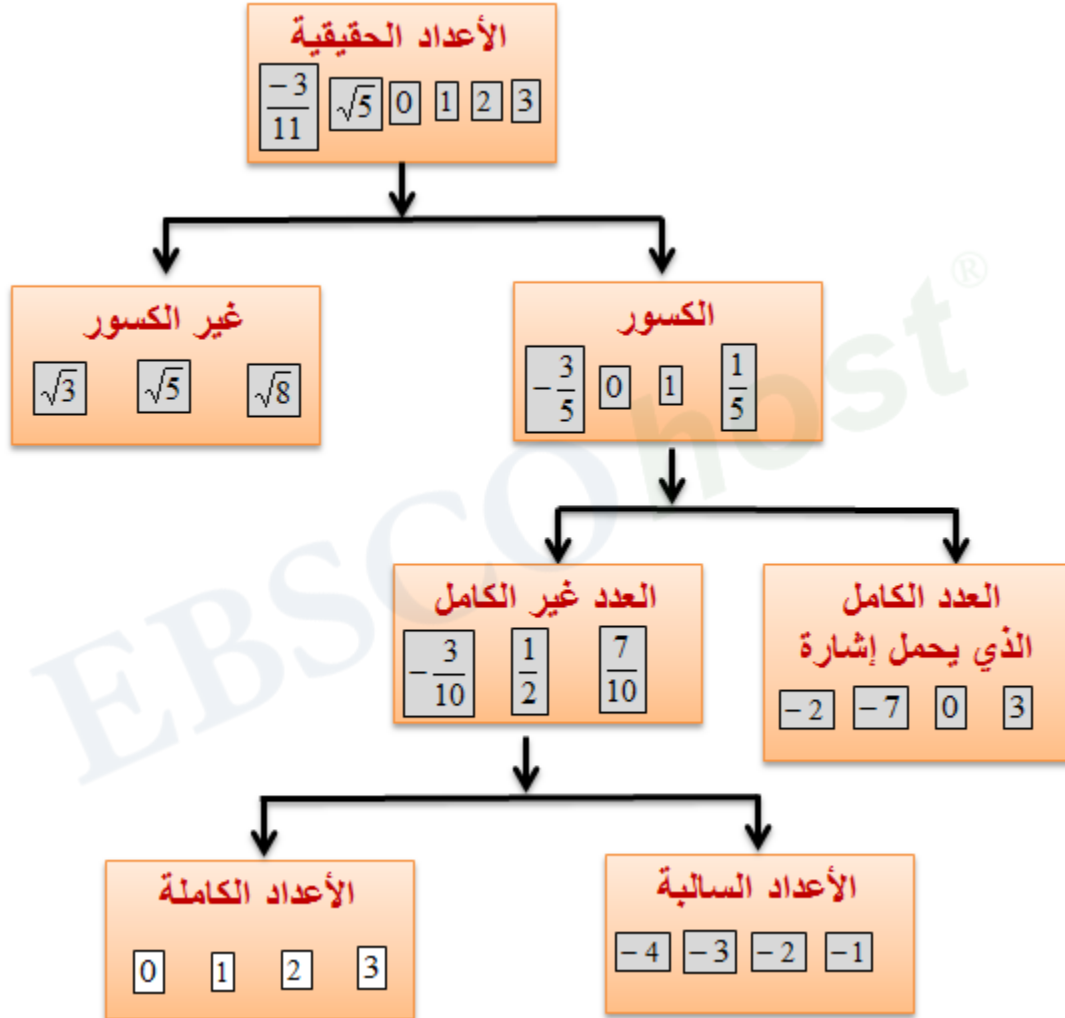 الأعداد الحقيقية
-3/11 √5 0 1 2 3
غير الكسور
√3 √5 √8
الكسور
-3/5 0 1 1/5
العدد غير الكامل
-3/10 1/2 7/10
العدد الكامل
الذي يحمل إشارة
-2 -7 0 3
الأعداد الكاملة
0 1 2 3
الأعداد السالبة
-4 -3 -2 -1
EBSCOhost®